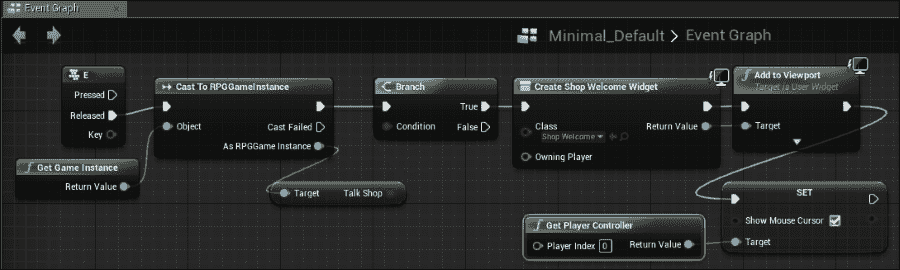 Event Graph
Minimal_Default > Event Graph
E
Pressed
Released
Key
Cast To RPGGameInstance
Object
Cast Failed
As RPGGame Instance
Get Game Instance
Return Value
Target Talk Shop
Branch
True
Condition False
Create Shop Welcome Widget
Class
Shop Welcome
Return Value
Owning Player
Add to Viewport
Target is User Widget
Target
SET
Show Mouse Cursor
Target
Get Player Controller
Player Index 0 Return Value